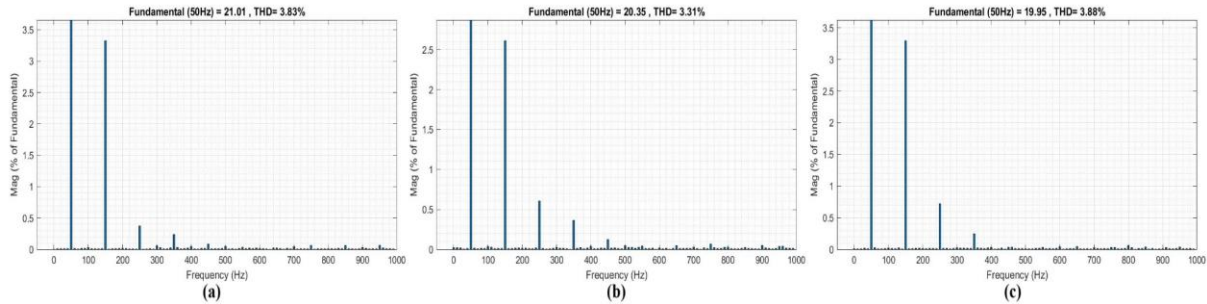 Fundamental (50Hz) = 21.01 , THD= 3.83%
3.5
3
2.5
2
1.5
1
0.5
0
Mag (% of Fundamental)
0 100 200 300 400 500 600 700 800 900 1000
Frequency (Hz)
(a)
Fundamental (50Hz) = 20.35 , THD= 3.31%
2.5
2
1.5
1
0.5
0
Mag (% of Fundamental)
0 100 200 300 400 500 600 700 800 900 1000
Frequency (Hz)
(b)
Fundamental (50Hz) = 19.95 , THD= 3.88%
3.5
3
2.5
2
1.5
1
0.5
0
Mag (% of Fundamental)
0 100 200 300 400 500 600 700 800 900 1000
Frequency (Hz)
(c)